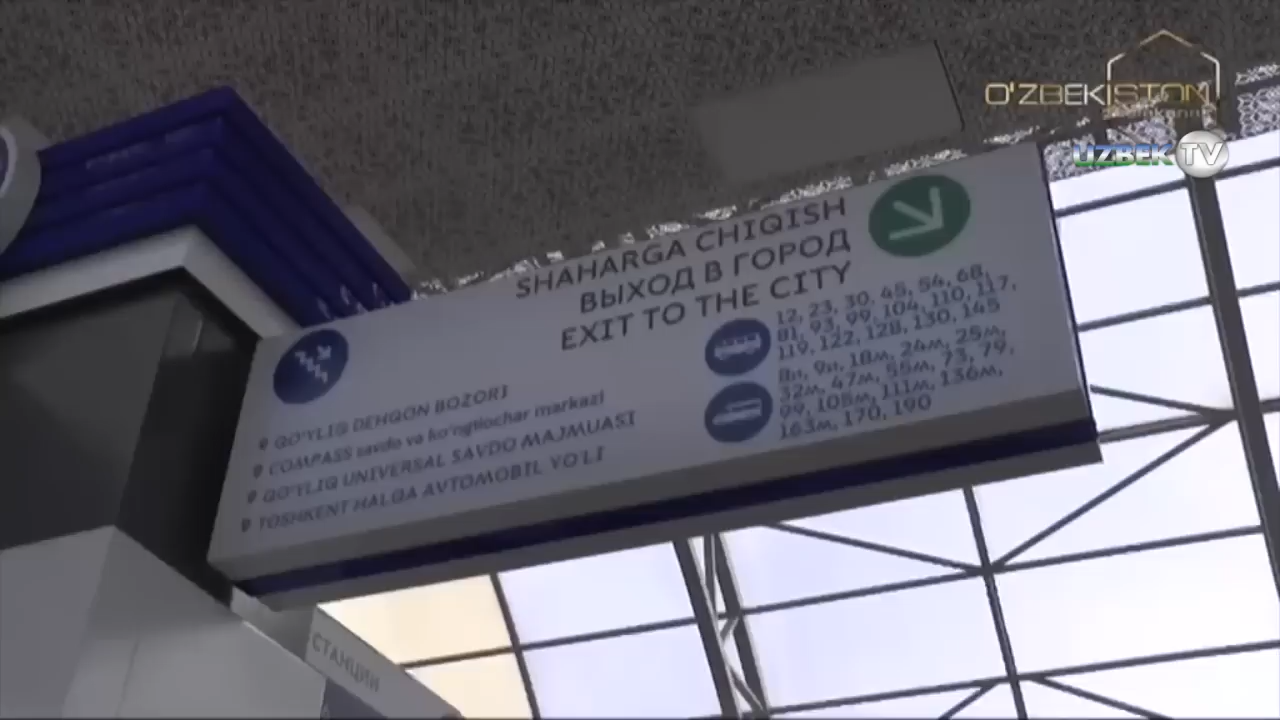 O'ZBEKISTON
UZBEK TV
SHAHARGA CHIQISH
ВЫХОД В ГОРОД
EXIT TO THE CITY
12, 23, 30, 45, 54, 68,
81, 93, 99, 104, 110, 117,
119, 122, 128, 130, 145
8м, 9м, 18м, 24м, 25м,
32м, 47м, 55м, 73, 79,
99, 105м, 111м, 136м,
163м, 170, 190
QO'YLIQ DEHQON BOZORI
COMPASS savdo va ko'ngilochar markazi
QO'YLIQ UNIVERSAL SAVDO MAJMUASI
TOSHKENT HALQA AVTOMOBIL YO'LI
СТАНЦИИ